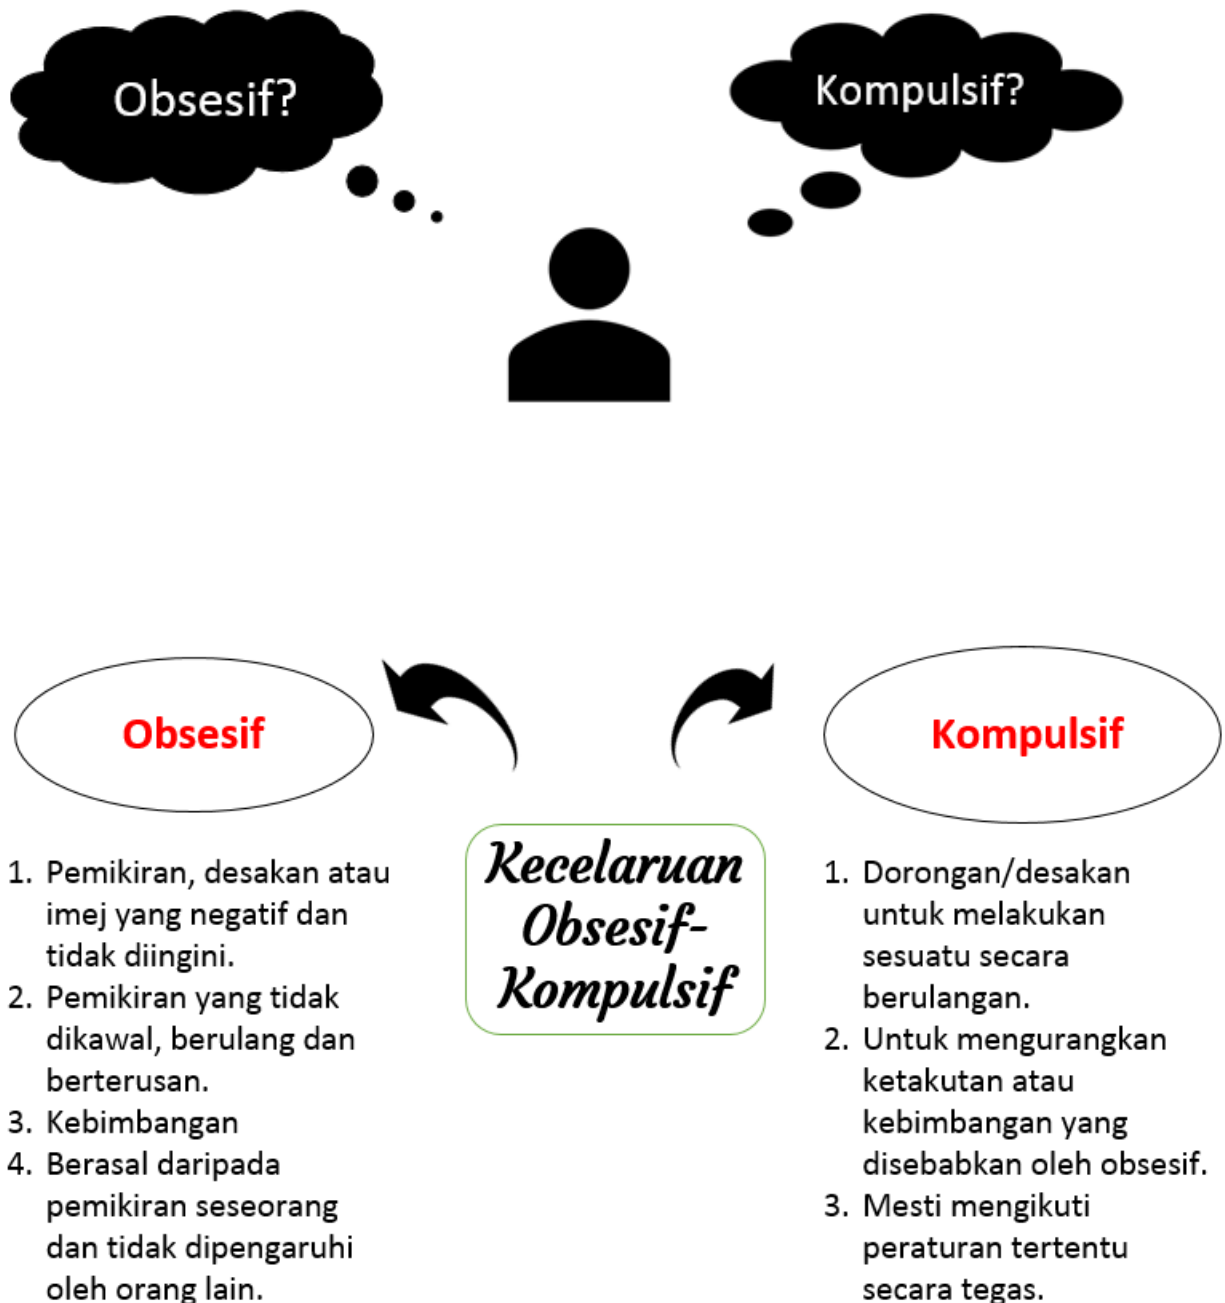 Obsesif?
Kompulsif?
Obsesif
Kompulsif
Kecelaruan
Obsesif-
Kompulsif
1. Pemikiran, desakan atau
imej yang negatif dan
tidak diingini.
2. Pemikiran yang tidak
dikawal, berulang dan
berterusan.
3. Kebimbangan
4. Berasal daripada
pemikiran seseorang
dan tidak dipengaruhi
oleh orang lain.
1. Dorongan/desakan
untuk melakukan
sesuatu secara
berulangan.
2. Untuk mengurangkan
ketakutan atau
kebimbangan yang
disebabkan oleh obsesif.
3. Mesti mengikuti
peraturan tertentu
secara tegas.